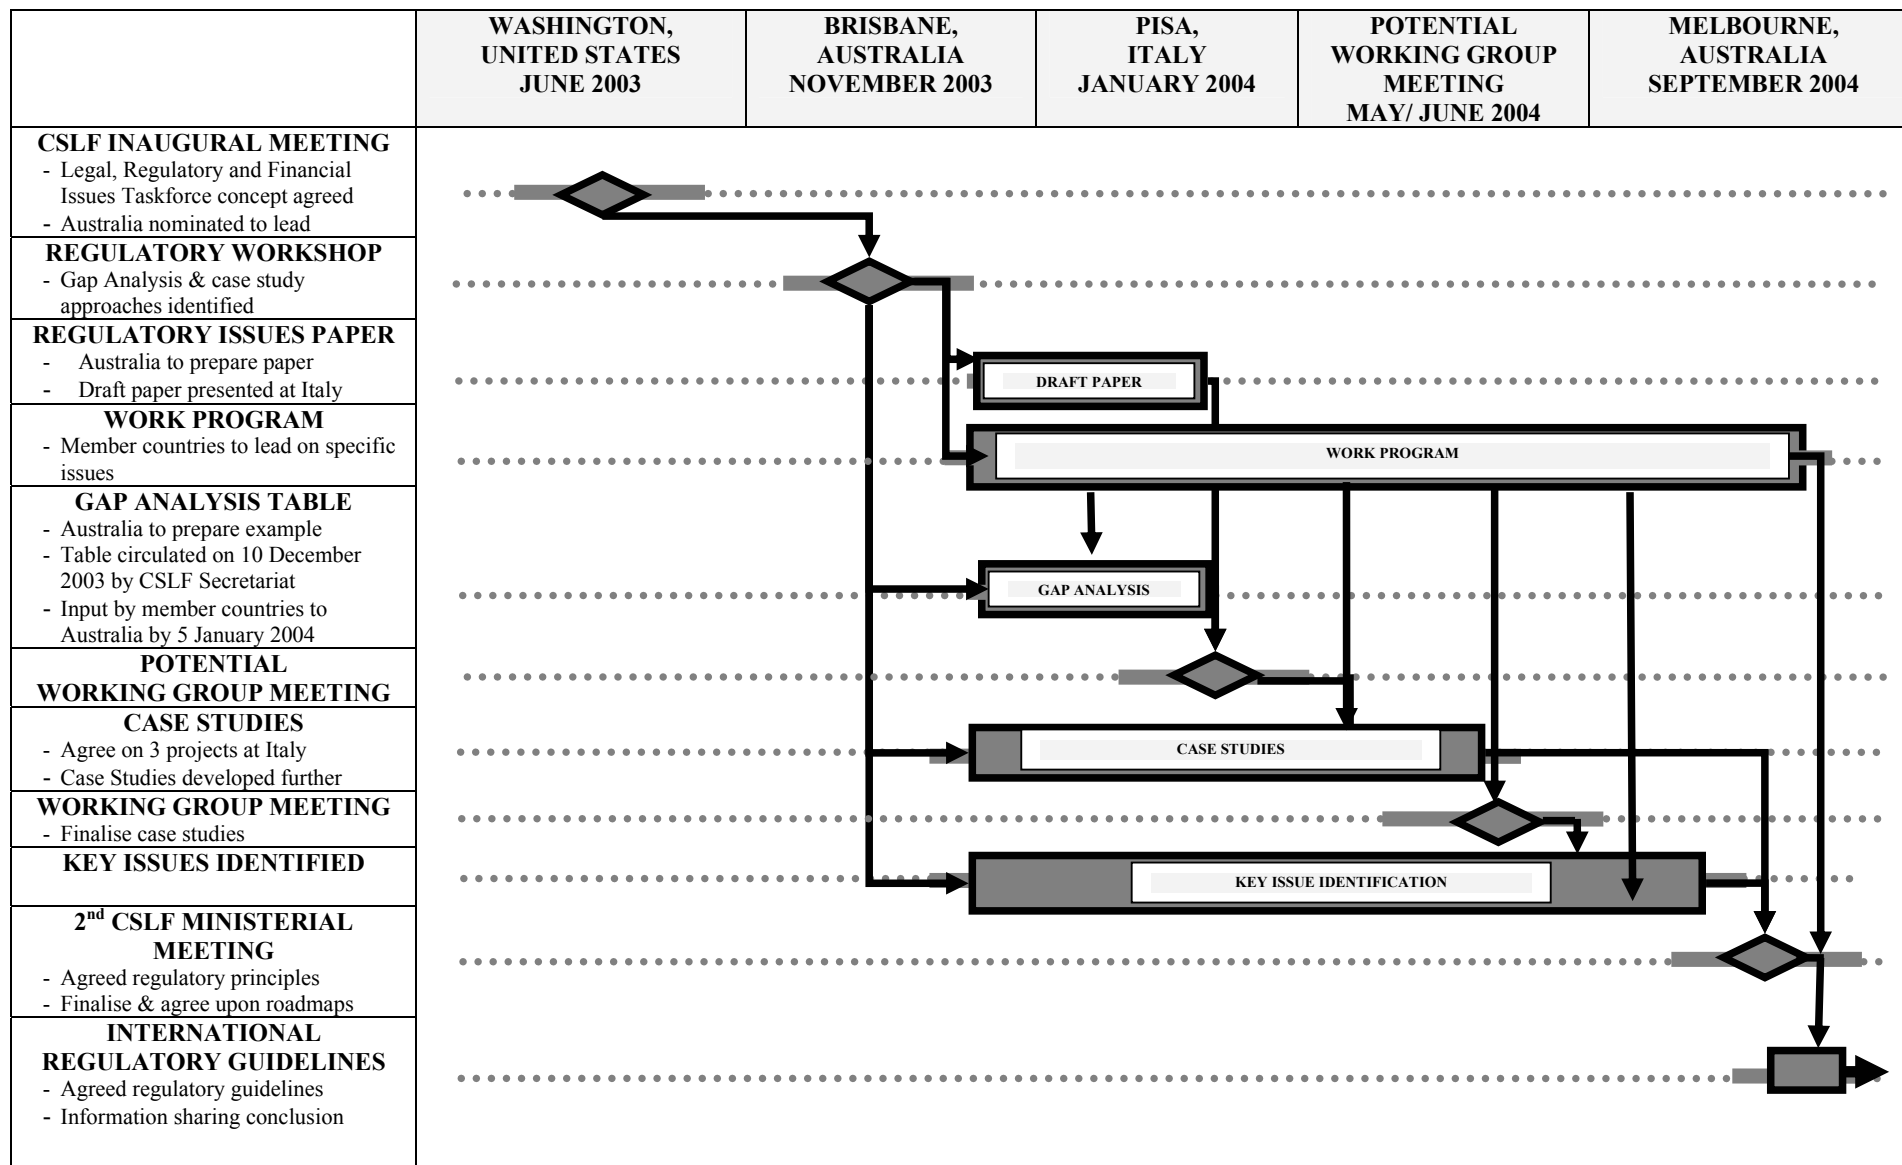 WASHINGTON,
UNITED STATES
JUNE 2003
BRISBANE,
AUSTRALIA
NOVEMBER 2003
PISA,
ITALY
JANUARY 2004
POTENTIAL
WORKING GROUP
MEETING
MAY/ JUNE 2004
MELBOURNE,
AUSTRALIA
SEPTEMBER 2004
CSLF INAUGURAL MEETING
- Legal, Regulatory and Financial
Issues Taskforce concept agreed
- Australia nominated to lead
REGULATORY WORKSHOP
- Gap Analysis & case study
approaches identified
REGULATORY ISSUES PAPER
- Australia to prepare paper
- Draft paper presented at Italy
DRAFT PAPER
WORK PROGRAM
- Member countries to lead on specific
issues
WORK PROGRAM
GAP ANALYSIS TABLE
- Australia to prepare example
- Table circulated on 10 December
2003 by CSLF Secretariat
- Input by member countries to
Australia by 5 January 2004
GAP ANALYSIS
POTENTIAL
WORKING GROUP MEETING
CASE STUDIES
- Agree on 3 projects at Italy
- Case Studies developed further
CASE STUDIES
WORKING GROUP MEETING
- Finalise case studies
KEY ISSUES IDENTIFIED
KEY ISSUE IDENTIFICATION
2nd CSLF MINISTERIAL
MEETING
- Agreed regulatory principles
- Finalise & agree upon roadmaps
INTERNATIONAL
REGULATORY GUIDELINES
- Agreed regulatory guidelines
- Information sharing conclusion